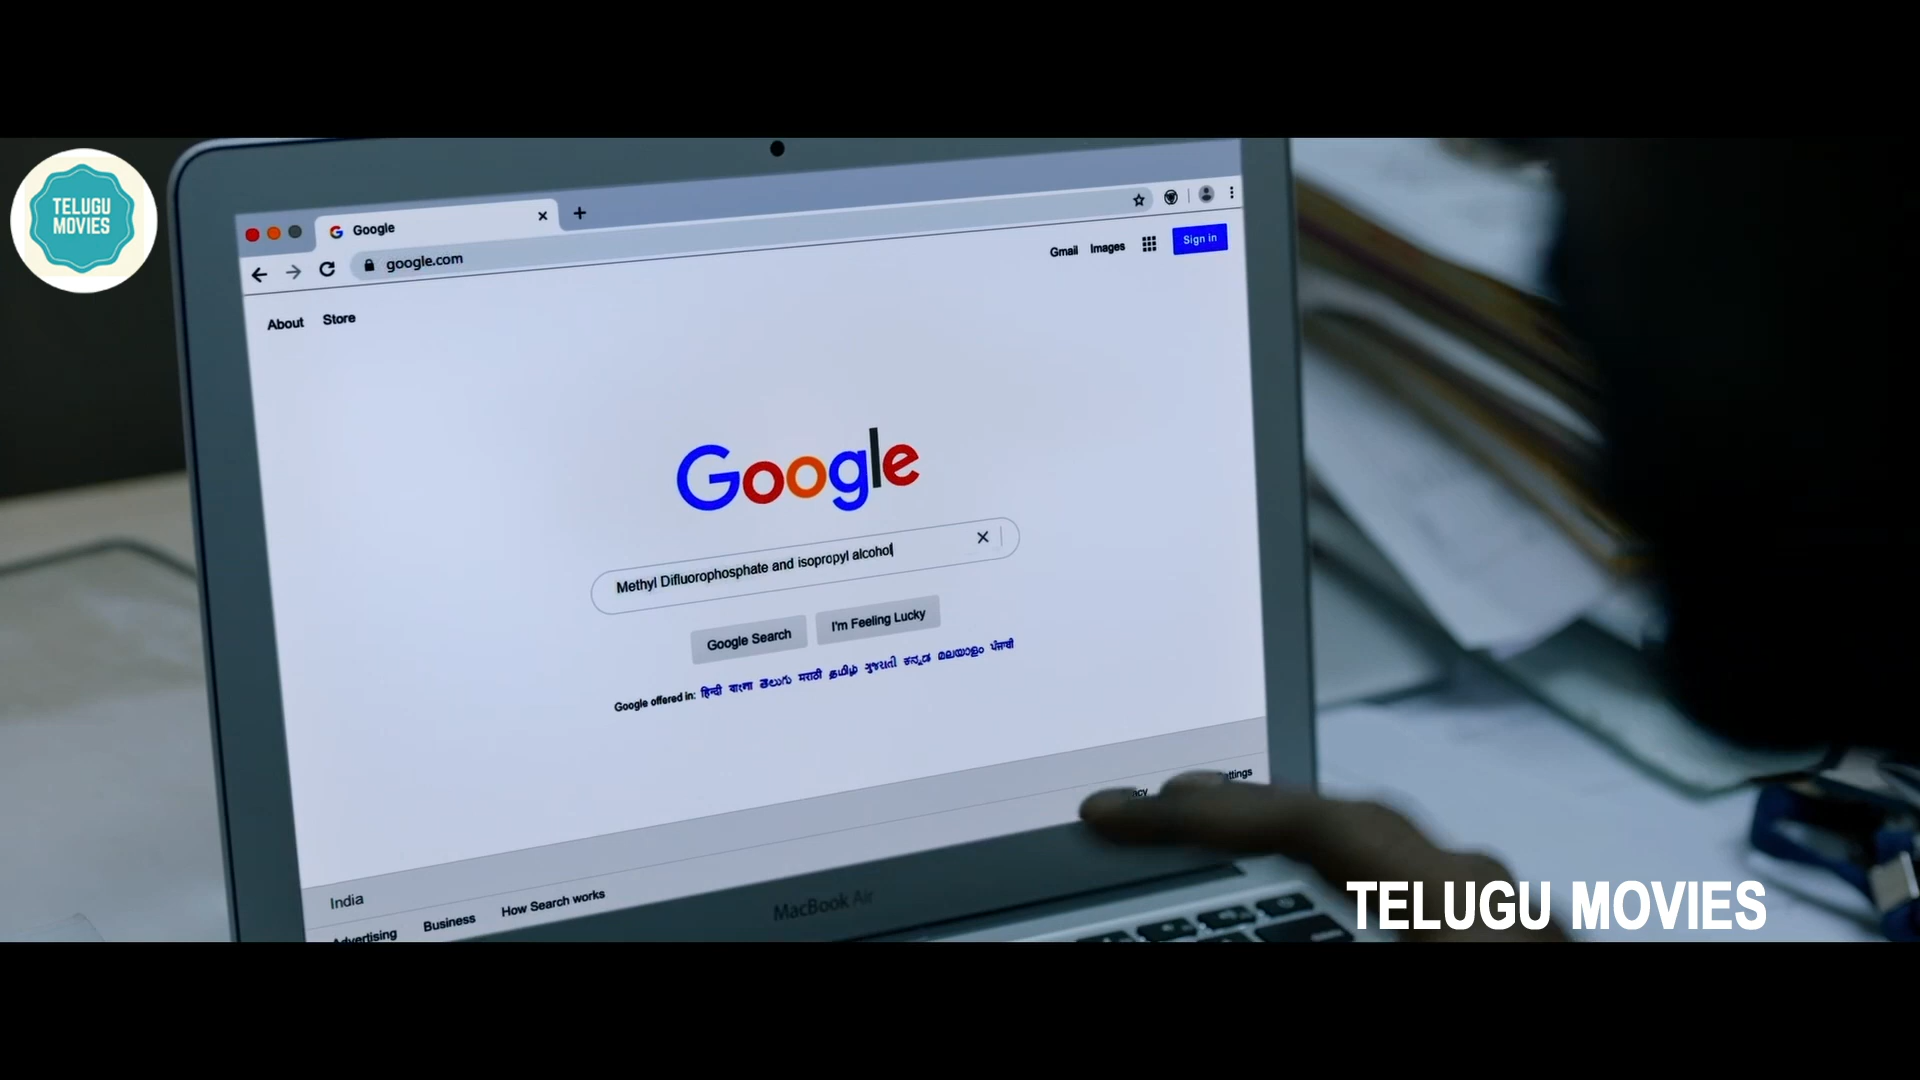 TELUGU
MOVIES
Google
google.com
Gmail Images Sign in
About Store
Google
Methyl Difluorophosphate and isopropyl alcohol
Google Search I'm Feeling Lucky
Google offered in: हिन्दी বাংলা తెలుగు मराठी தமிழ் ગુજરાતી ಕನ್ನಡ മലയാളം ਪੰਜਾਬੀ
India
Advertising Business How Search works
MacBook Air
TELUGU MOVIES